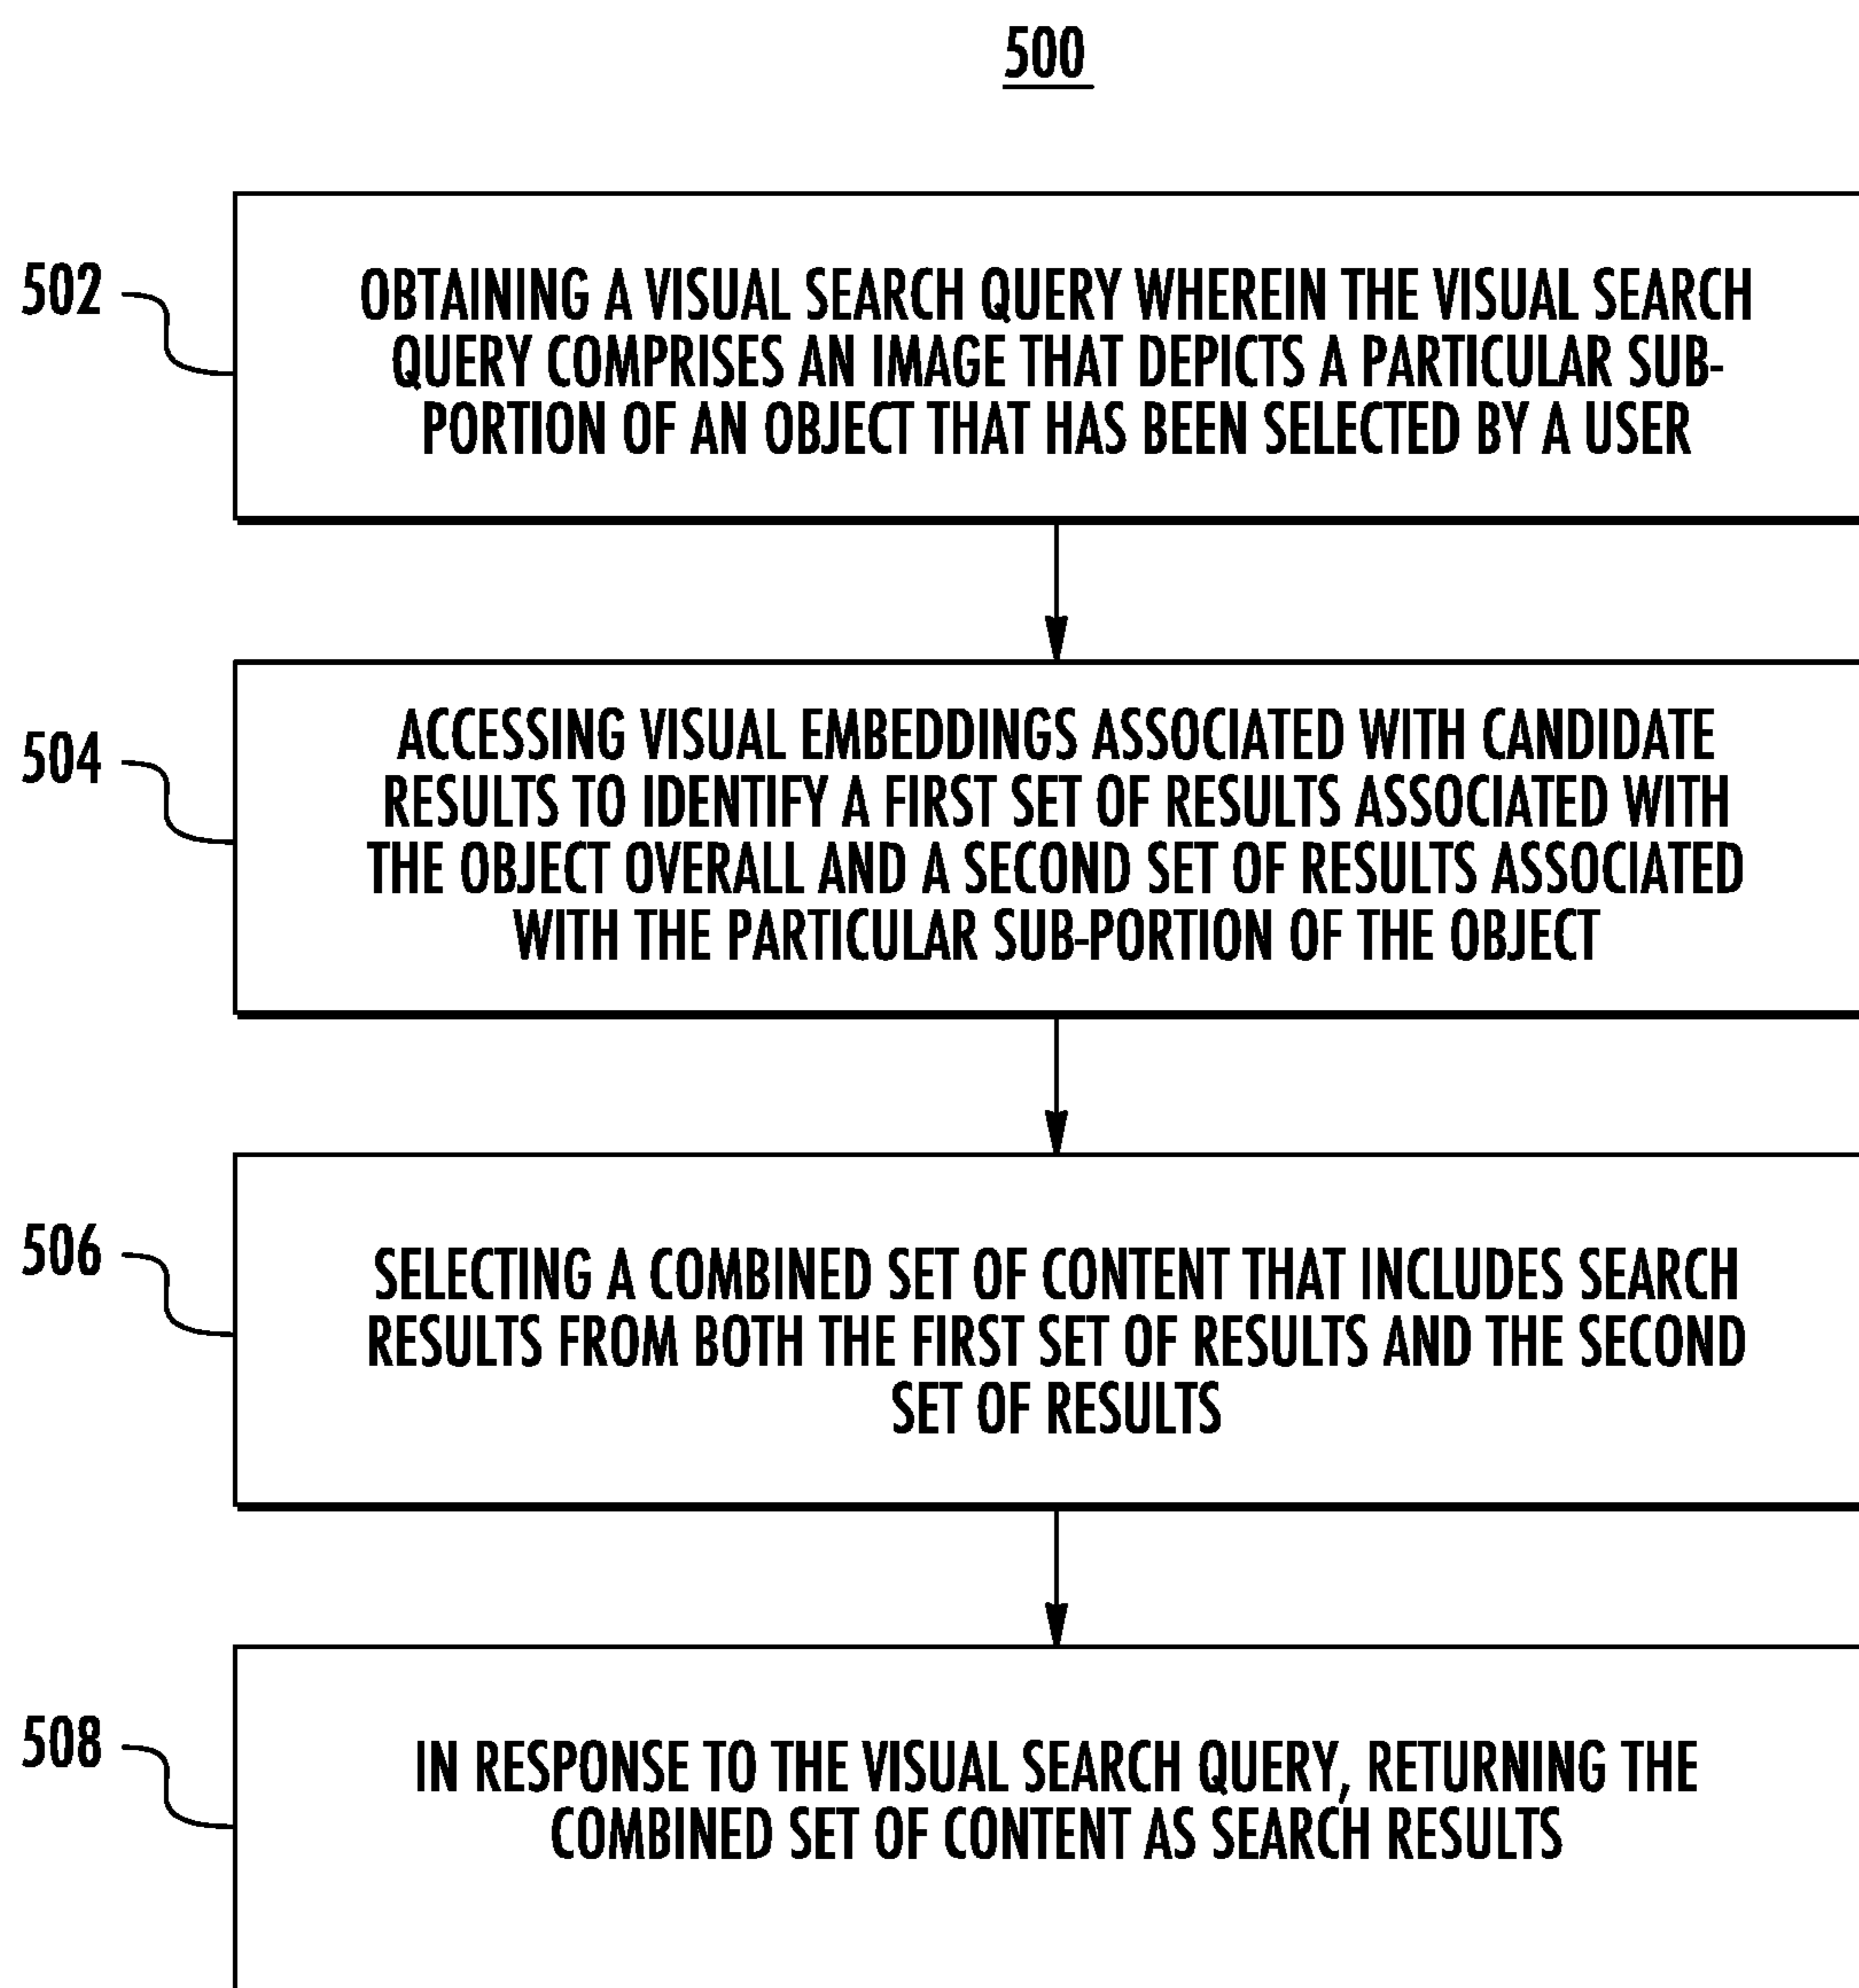 500
502
OBTAINING A VISUAL SEARCH QUERY WHEREIN THE VISUAL SEARCH
QUERY COMPRISES AN IMAGE THAT DEPICTS A PARTICULAR SUB-
PORTION OF AN OBJECT THAT HAS BEEN SELECTED BY A USER
504
ACCESSING VISUAL EMBEDDINGS ASSOCIATED WITH CANDIDATE
RESULTS TO IDENTIFY A FIRST SET OF RESULTS ASSOCIATED WITH
THE OBJECT OVERALL AND A SECOND SET OF RESULTS ASSOCIATED
WITH THE PARTICULAR SUB-PORTION OF THE OBJECT
506
SELECTING A COMBINED SET OF CONTENT THAT INCLUDES SEARCH
RESULTS FROM BOTH THE FIRST SET OF RESULTS AND THE SECOND
SET OF RESULTS
508
IN RESPONSE TO THE VISUAL SEARCH QUERY, RETURNING THE
COMBINED SET OF CONTENT AS SEARCH RESULTS